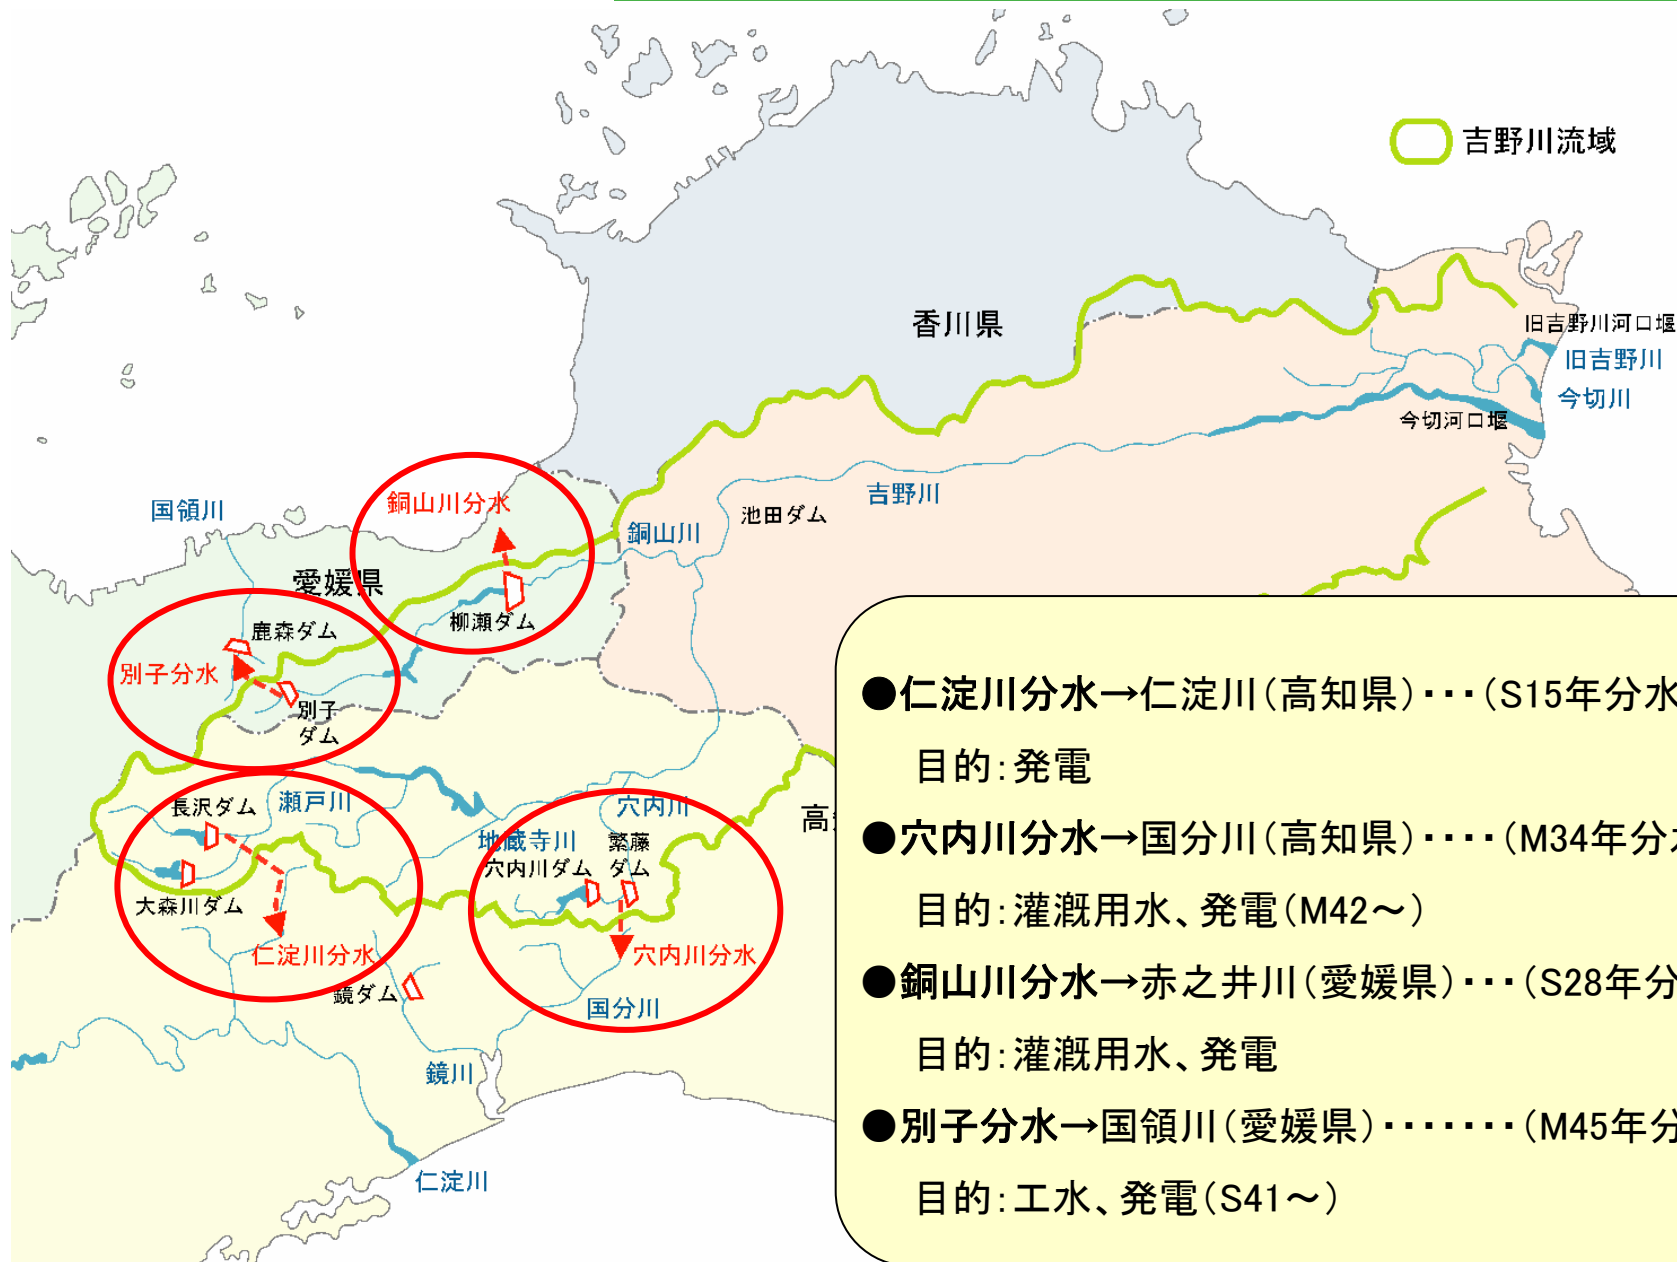 吉野川流域
香川県
旧吉野川河口堰
旧吉野川
今切川
今切河口堰
国領川
銅山川分水
吉野川
池田ダム
銅山川
愛媛県
柳瀬ダム
鹿森ダム
別子分水
別子
ダム
長沢ダム
瀬戸川
穴内川
高
地蔵寺川
繁藤
ダム
穴内川ダム
大森川ダム
仁淀川分水
穴内川分水
鏡ダム
国分川
鏡川
仁淀川
●仁淀川分水→仁淀川(高知県)・・・(S15年分水
目的:発電
●穴内川分水→国分川(高知県)・・・・(M34年分水
目的:灌漑用水、発電(M42～)
●銅山川分水→赤之井川(愛媛県)・・・(S28年分
目的:灌漑用水、発電
●別子分水→国領川(愛媛県)・・・・・・・(M45年分
目的:工水、発電(S41～)